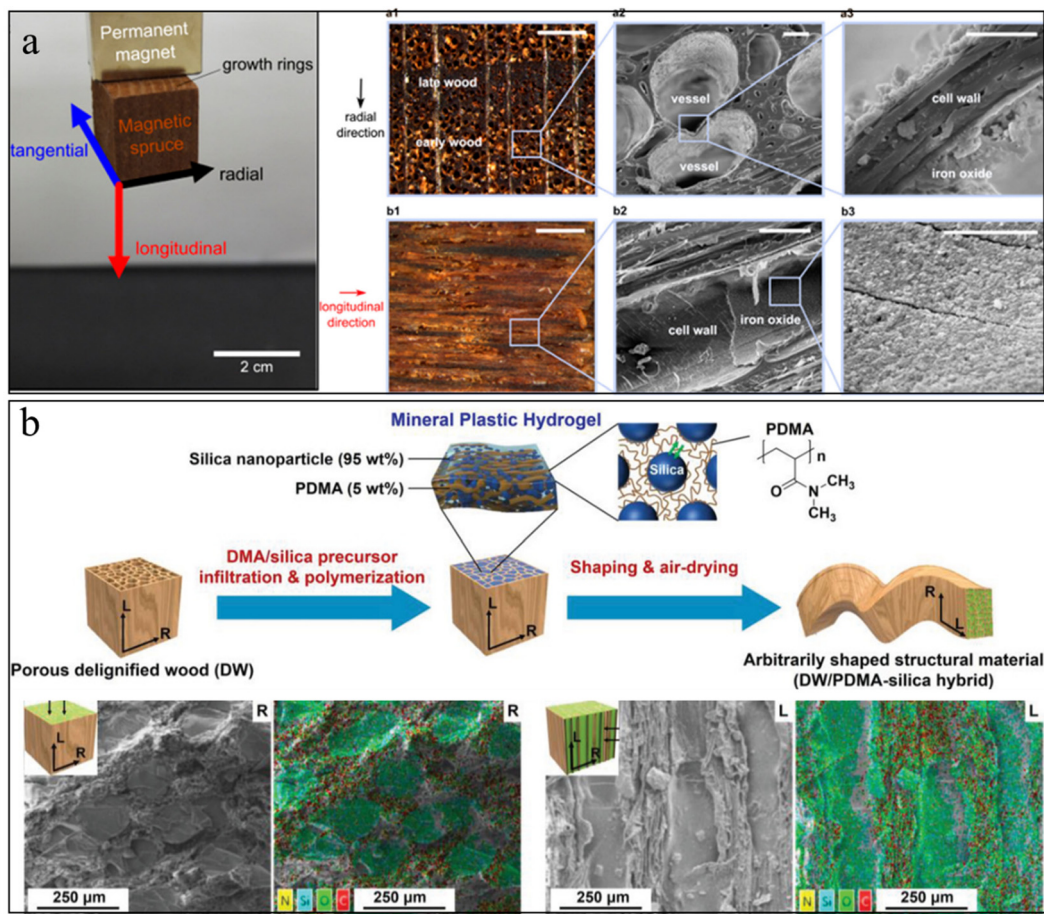 a
Permanent
magnet
growth rings
Magnetic
spruce
tangential
radial
longitudinal
2 cm
radial
direction
longitudinal
direction
a1
late wood
early wood
a2
vessel
vessel
a3
cell wall
iron oxide
b1
b2
cell wall
iron oxide
b3
b
Mineral Plastic Hydrogel
Silica nanoparticle (95 wt%)
PDMA (5 wt%)
Silica
PDMA
n
O
N
CH3
CH3
DMA/silica precursor
infiltration & polymerization
Shaping & air-drying
L
R
L
R
R
L
Porous delignified wood (DW)
Arbitrarily shaped structural material
(DW/PDMA-silica hybrid)
L
R
R
250 μm
R
N Si O C
250 μm
L
R
L
250 μm
L
N Si O C
250 μm